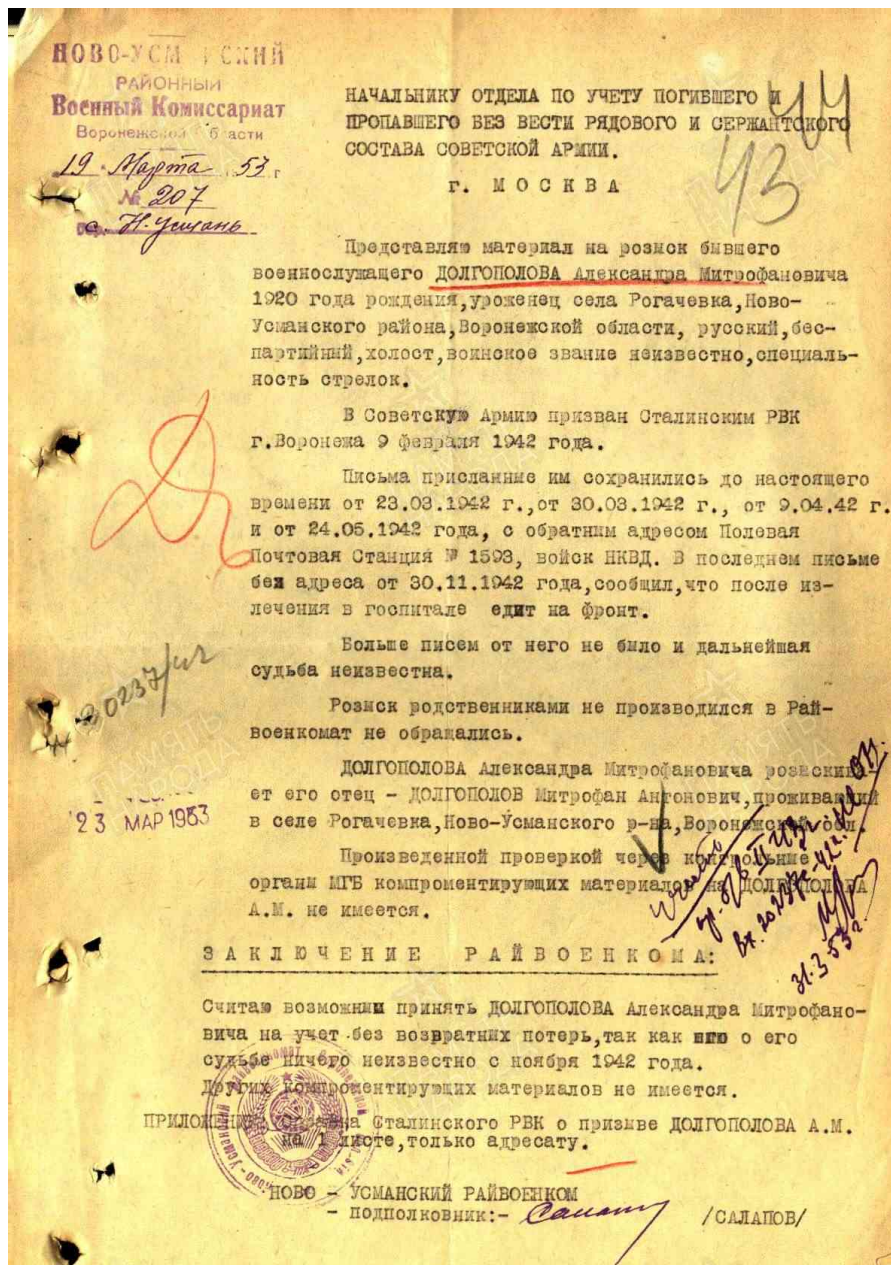 НОВО-УСМ СКИЙ
РАЙОННЫЙ
Военный Комиссариат
Воронежской области
19 Марта 53 г
№ 207
с. Н. Усмань
НАЧАЛЬНИКУ ОТДЕЛА ПО УЧЕТУ ПОГИБШЕГО И
ПРОПАВШЕГО БЕЗ ВЕСТИ РЯДОВОГО И СЕРЖАНТСКОГО
СОСТАВА СОВЕТСКОЙ АРМИИ.
г. МОСКВА
44
43
Представляю материал на розыск бывшего
военнослужащего ДОЛГОПОЛОВА Александра Митрофановича
1920 года рождения,уроженец села Рогачевка,Ново-
Усманского района,Воронежской области, русский,бес-
партийный,холост,воинское звание неизвестно,специаль-
ность стрелок.
В Советскую Армию призван Сталинским РВК
г.Воронежа 9 февраля 1942 года.
Письма присланные им сохранились до настоящего
времени от 23.03.1942 г.,от 30.03.1942 г., от 9.04.42 г.
и от 24.05.1942 года, с обратным адресом Полевая
Почтовая Станция № 1593, войск НКВД. В последнем письме
без адреса от 30.11.1942 года,сообщил,что после из-
лечения в госпитале едит на фронт.
Больше писем от него не было и дальнейшая
судьба неизвестна.
Розыск родственниками не производился в Рай-
военкомат не обращались.
ДОЛГОПОЛОВА Александра Митрофановича розыскива-
ет его отец - ДОЛГОПОЛОВ Митрофан Антонович,проживающий
в селе Рогачевка,Ново-Усманского р-на,Воронежской обл.
20237/42
23 МАР 1953
Произведенной проверкой через контрольные
органы МГБ компроментирующих материалов на ДОЛГОПОЛОВА
А.М. не имеется.
31.3.53 г.
ЗАКЛЮЧЕНИЕ РАЙВОЕНКОМА:
Считаю возможным принять ДОЛГОПОЛОВА Александра Митрофано-
вича на учет без возвратных потерь,так как о его
судьбе ничего неизвестно с ноября 1942 года.
Других компроментирующих материалов не имеется.
ПРИЛОЖЕНИЕ: Справка Сталинского РВК о призыве ДОЛГОПОЛОВА А.М.
на 1 листе,только адресату.
НОВО - УСМАНСКИЙ РАЙВОЕНКОМ
- ПОДПОЛКОВНИК:- /САЛАПОВ/